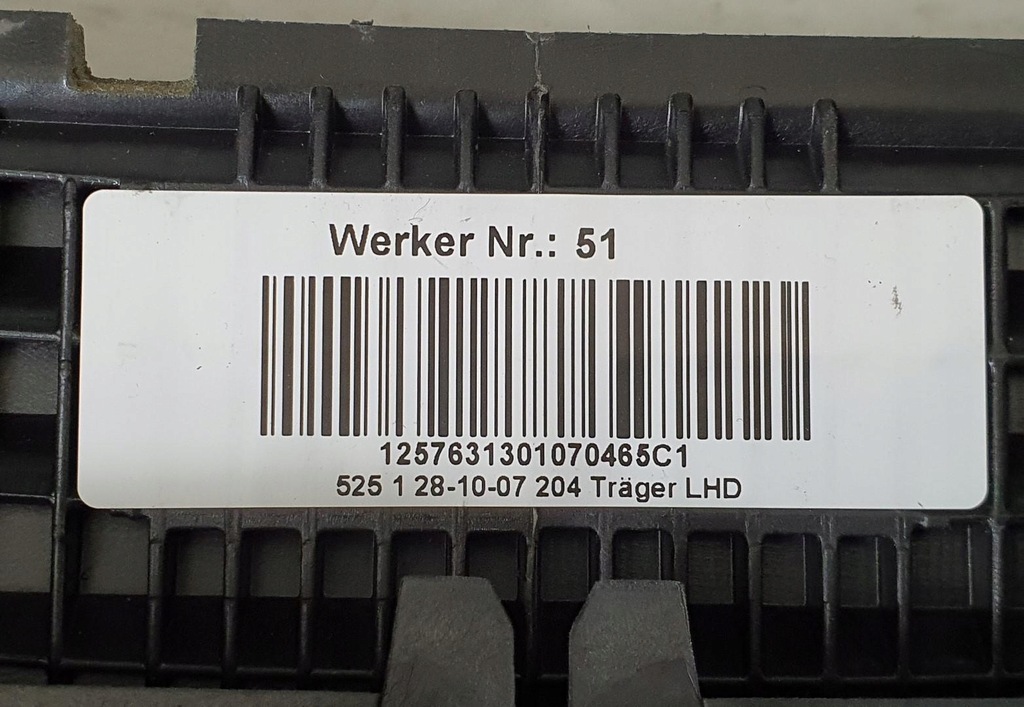 Werker Nr.: 51
1257631301070465C1
525 1 28-10-07 204 Träger LHD